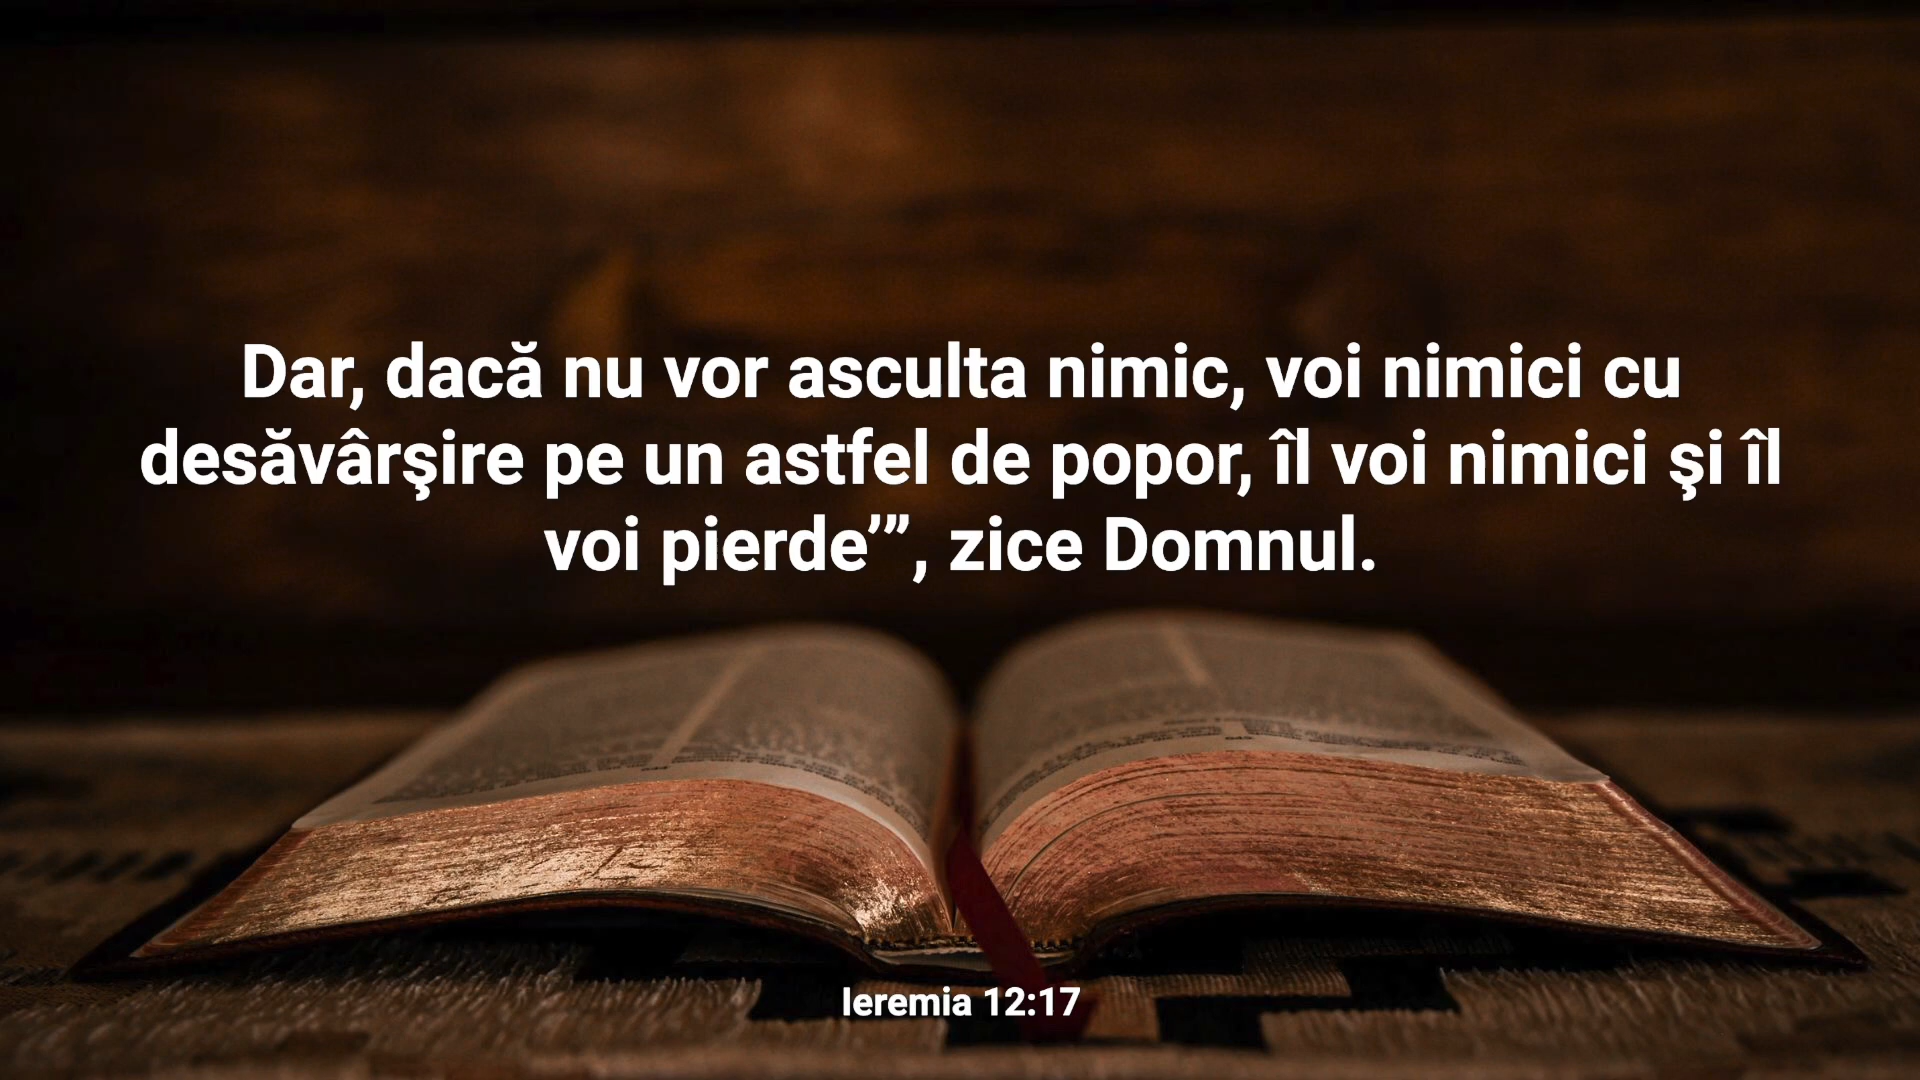 Dar, dacă nu vor asculta nimic, voi nimici cu
desăvârşire pe un astfel de popor, îl voi nimici şi îl
voi pierde’”, zice Domnul.
Ieremia 12:17